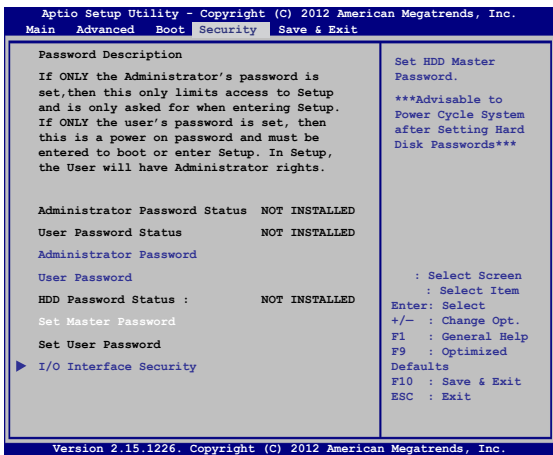 Aptio Setup Utility - Copyright (C) 2012 American Megatrends, Inc.
Main Advanced Boot Security Save & Exit
Password Description
If ONLY the Administrator's password is
set,then this only limits access to Setup
and is only asked for when entering Setup.
If ONLY the user's password is set, then
this is a power on password and must be
entered to boot or enter Setup. In Setup,
the User will have Administrator rights.
Administrator Password Status NOT INSTALLED
User Password Status NOT INSTALLED
Administrator Password
User Password
HDD Password Status : NOT INSTALLED
Set Master Password
Set User Password
I/O Interface Security
Set HDD Master
Password.
***Advisable to
Power Cycle System
after Setting Hard
Disk Passwords***
: Select Screen
: Select Item
Enter: Select
+/— : Change Opt.
F1 : General Help
F9 : Optimized
Defaults
F10 : Save & Exit
ESC : Exit
Version 2.15.1226. Copyright (C) 2012 American Megatrends, Inc.